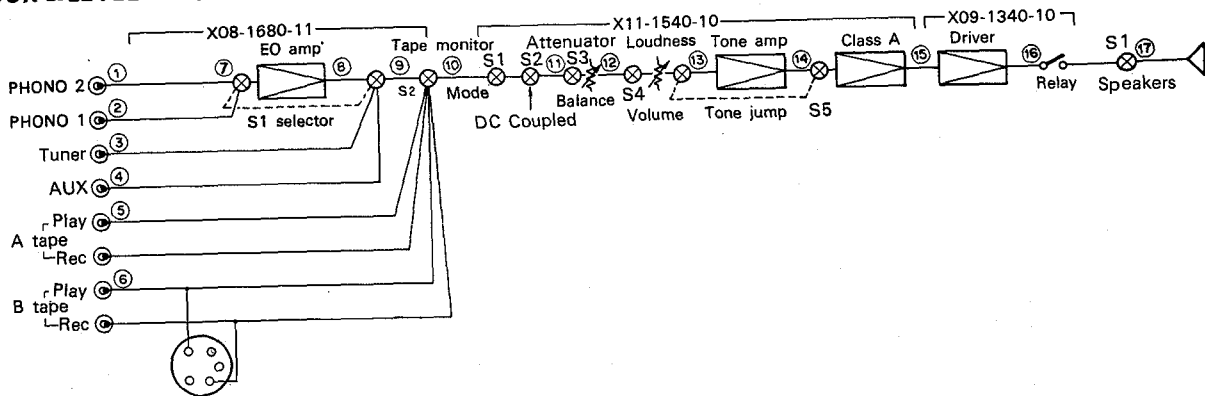 X08-1680-11
X11-1540-10
X09-1340-10
EO amp'
Tape monitor
Attenuator
Loudness
Tone amp
Class A
Driver
S1
PHONO 2 ① ⑦ ⑧ ⑨ ⑩ S1 S2 ⑪ S3 ⑫ ⑬ ⑭ ⑮ ⑯ ⑰
S2
Mode
Balance
S4
S5
Relay
Speakers
PHONO 1 ②
S1 selector
DC Coupled
Volume
Tone jump
Tuner ③
AUX ④
Play ⑤
A tape
Rec
Play ⑥
B tape
Rec